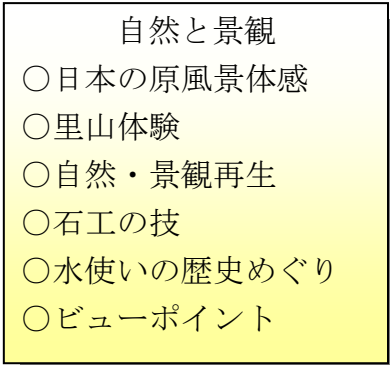 自然と景観
○日本の原風景体感
○里山体験
○自然・景観再生
○石工の技
○水使いの歴史めぐり
○ビューポイント